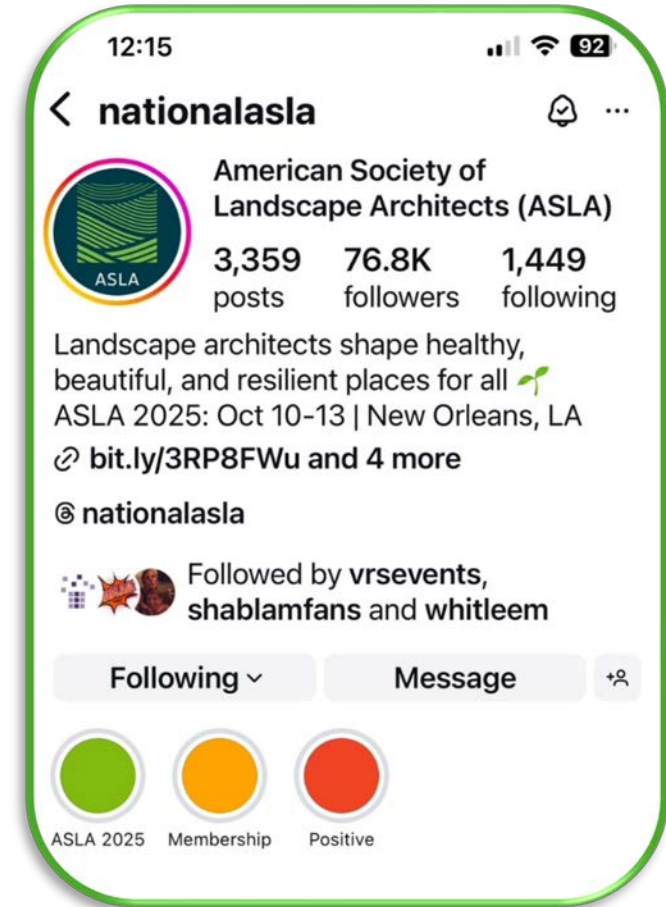 12:15
92
nationalasla
American Society of
Landscape Architects (ASLA)
ASLA
3,359 76.8K 1,449
posts followers following
Landscape architects shape healthy,
beautiful, and resilient places for all 🌱
ASLA 2025: Oct 10-13 | New Orleans, LA
bit.ly/3RP8FWu and 4 more
nationalasla
Followed by vrsevents,
shablamfans and whitleem
Following Message
ASLA 2025 Membership Positive